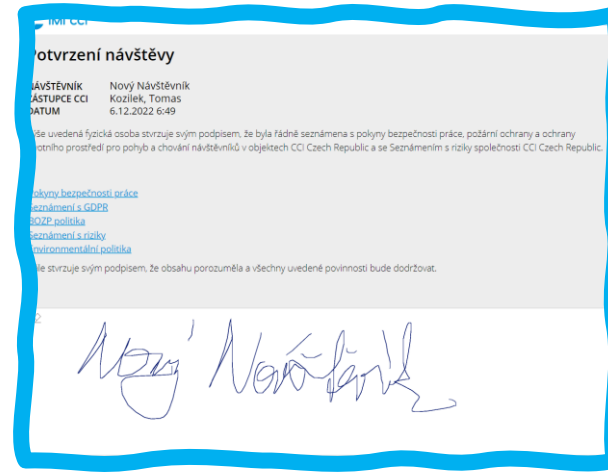 IMI CCI
Potvrzení návštěvy
NÁVŠTĚVNÍK Nový Návštěvník
ZÁSTUPCE CCI Kozilek, Tomas
DATUM 6.12.2022 6:49
Výše uvedená fyzická osoba stvrzuje svým podpisem, že byla řádně seznámena s pokyny bezpečnosti práce, požární ochrany a ochrany
životního prostředí pro pohyb a chování návštěvníků v objektech CCI Czech Republic a se Seznámením s riziky společnosti CCI Czech Republic.
Pokyny bezpečnosti práce
Seznámení s GDPR
BOZP politika
Seznámení s riziky
Environmentální politika
Dále stvrzuje svým podpisem, že obsahu porozuměla a všechny uvedené povinnosti bude dodržovat.
Nový Návštěvník